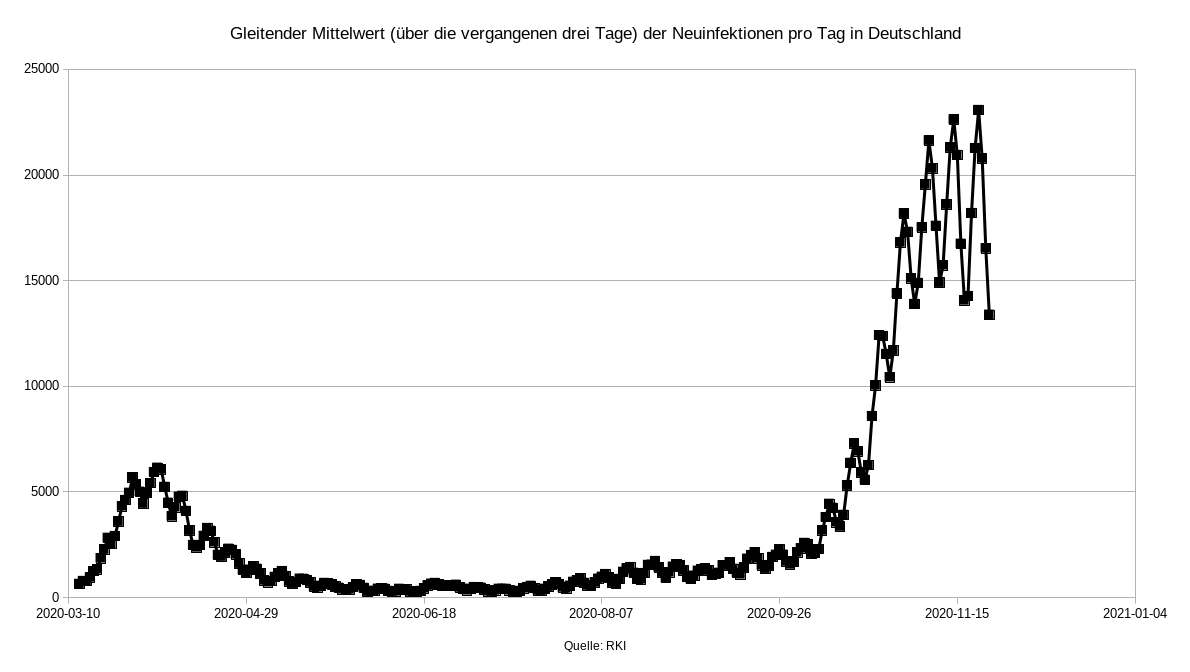 Gleitender Mittelwert (über die vergangenen drei Tage) der Neuinfektionen pro Tag in Deutschland
25000
20000
15000
10000
5000
0
2020-03-10 2020-04-29 2020-06-18 2020-08-07 2020-09-26 2020-11-15 2021-01-04
Quelle: RKI